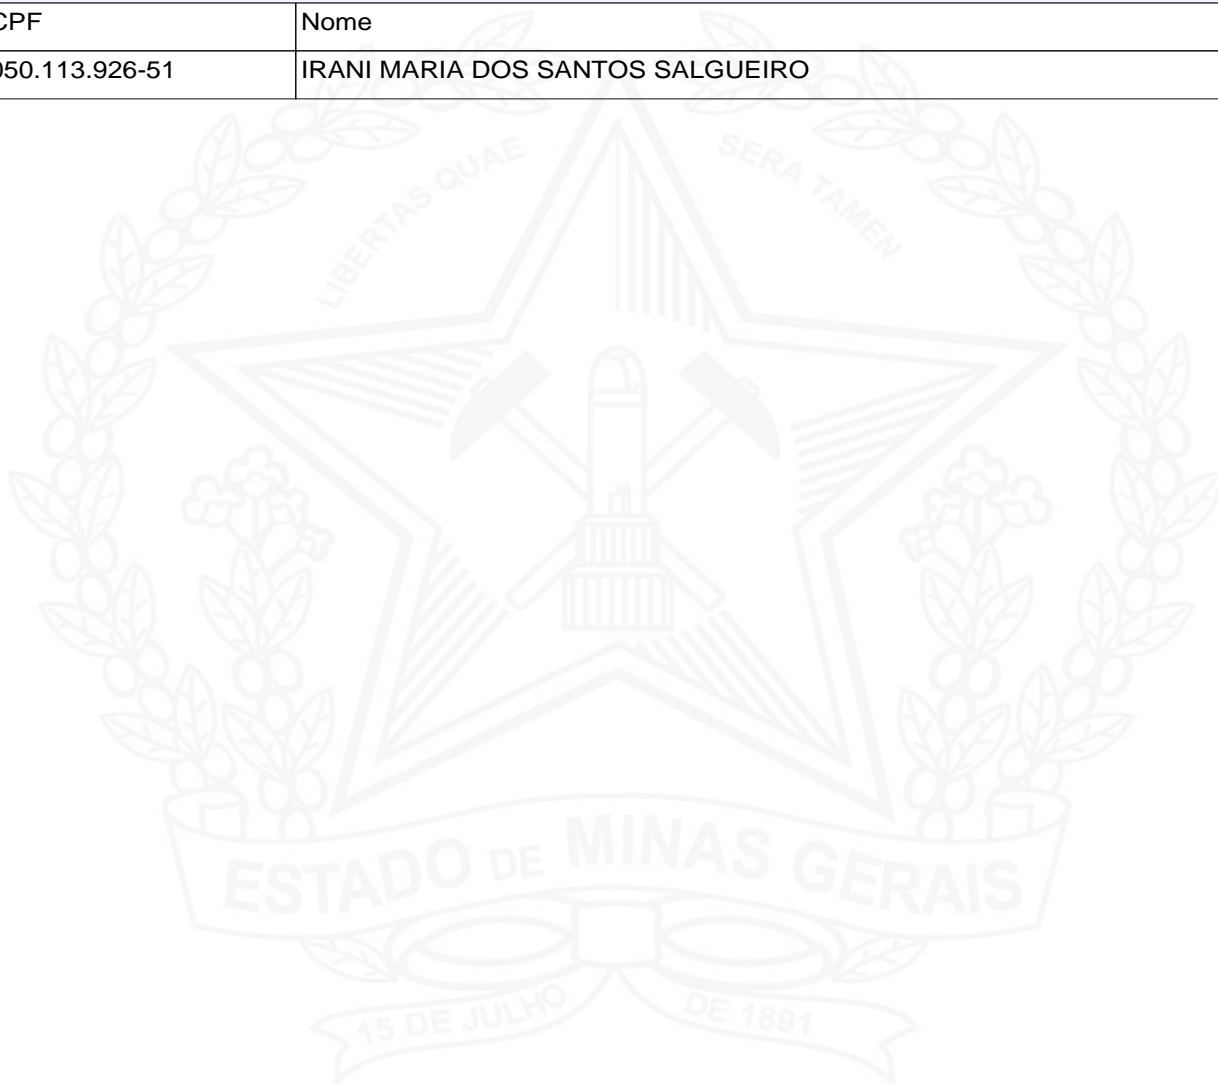 CPF Nome
050.113.926-51 IRANI MARIA DOS SANTOS SALGUEIRO
LIBERTAS QUAE SERA TAMEN
ESTADO DE MINAS GERAIS
15 DE JULHO DE 1891